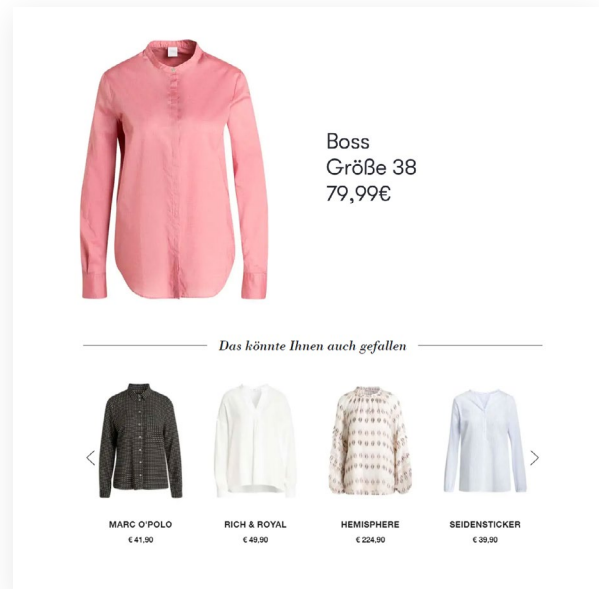 Boss
Größe 38
79,99€
Das könnte Ihnen auch gefallen
MARC O'POLO
€ 41,90
RICH & ROYAL
€ 49,90
HEMISPHERE
€ 224,90
SEIDENSTICKER
€ 39,90